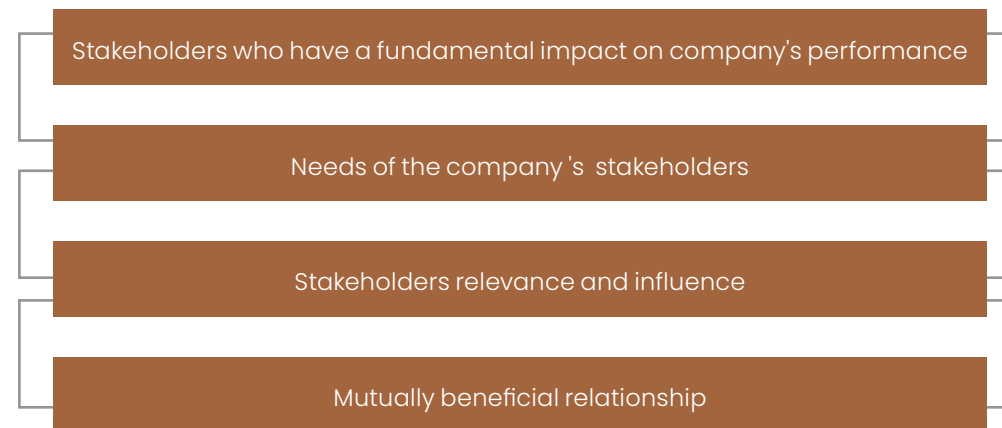 Stakeholders who have a fundamental impact on company's performance
Needs of the company 's  stakeholders
Stakeholders relevance and influence
Mutually beneficial relationship